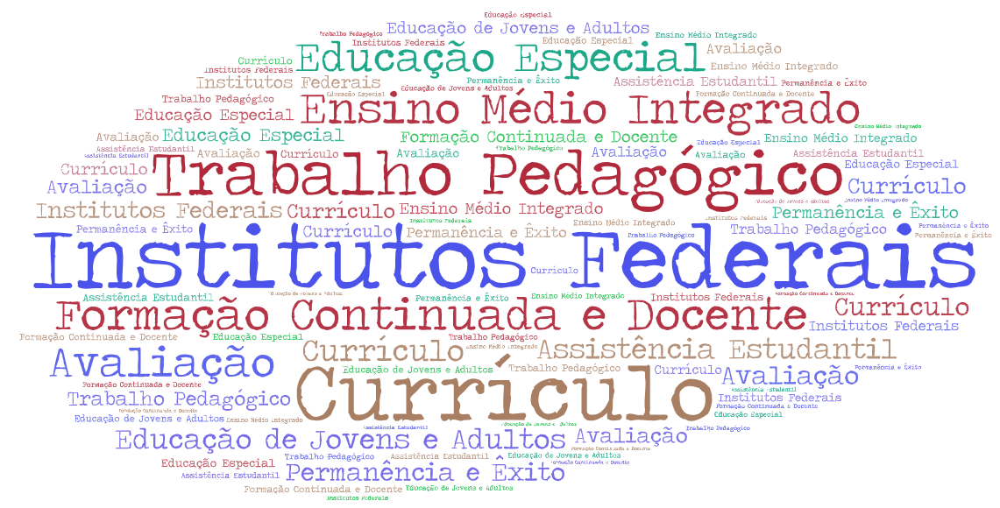 Educação Especial
Educação de Jovens e Adultos
Trabalho Pedagógico
Ensino Médio Integrado
Institutos Federais
Educação Especial
Educação Especial
Avaliação
Currículo
Ensino Médio Integrado
Institutos Federais
Institutos Federais
Permanência e Êxito
Assistência Estudantil
Permanência e Êxito
Educação de Jovens e Adultos
Educação Especial
Formação Continuada e Docente
Trabalho Pedagógico
Ensino Médio Integrado
Educação Especial
Ensino Médio Integrado
Avaliação
Educação Especial
Formação Continuada e Docente
Educação Especial
Ensino Médio Integrado
Assistência Estudantil
Trabalho Pedagógico
Assistência Estudantil
Avaliação
Currículo
Avaliação
Avaliação
Avaliação
Assistência Estudantil
Currículo
Trabalho Pedagógico
Educação Especial
Avaliação
Currículo
Educação de Jovens e Adultos
Ensino Médio Integrado
Institutos Federais
Currículo
Ensino Médio Integrado
Institutos Federais
Permanência e Êxito
Institutos Federais
Ensino Médio Integrado
Permanência e Êxito
Currículo
Permanência e Êxito
Trabalho Pedagógico
Trabalho Pedagógico
Permanência e Êxito
Permanência e Êxito
Institutos Federais
Currículo
Assistência Estudantil
Educação de Jovens e Adultos
Permanência e Êxito
Ensino Médio Integrado
Institutos Federais
Formação Continuada e Docente
Formação Continuada e Docente
Currículo
Institutos Federais
Formação Continuada e Docente
Educação Especial
Trabalho Pedagógico
Currículo
Ensino Médio Integrado
Assistência Estudantil
Avaliação
Educação de Jovens e Adultos
Trabalho Pedagógico
Currículo
Avaliação
Permanência e Êxito
Currículo
Formação Continuada e Docente
Assistência Estudantil
Trabalho Pedagógico
Institutos Federais
Formação Continuada e Docente
Formação Continuada e Docente
Educação Especial
Educação de Jovens e Adultos
Ensino Médio Integrado
Assistência Estudantil
Educação de Jovens e Adultos
Trabalho Pedagógico
Educação de Jovens e Adultos
Avaliação
Formação Continuada e Docente
Trabalho Pedagógico
Assistência Estudantil
Educação de Jovens e Adultos
Educação Especial
Formação Continuada e Docente
Assistência Estudantil
Permanência e Êxito
Formação Continuada e Docente
Educação de Jovens e Adultos
Institutos Federais